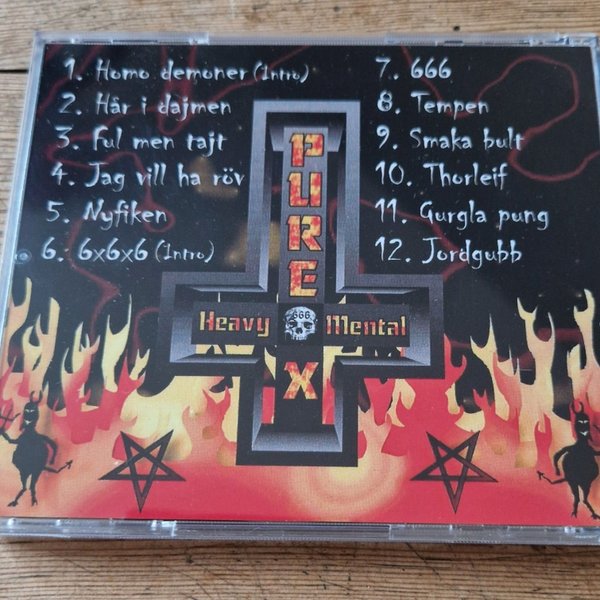 1. Homo demoner (Intro)
2. Här i dajmen
3. Ful men tajt
4. Jag vill ha röv
5. Nyfiken
6. 6x6x6 (Intro)
7. 666
8. Tempen
9. Smaka bult
10. Thorleif
11. Gurgla pung
12. Jordgubb
PURE X
Heavy 666 Mental